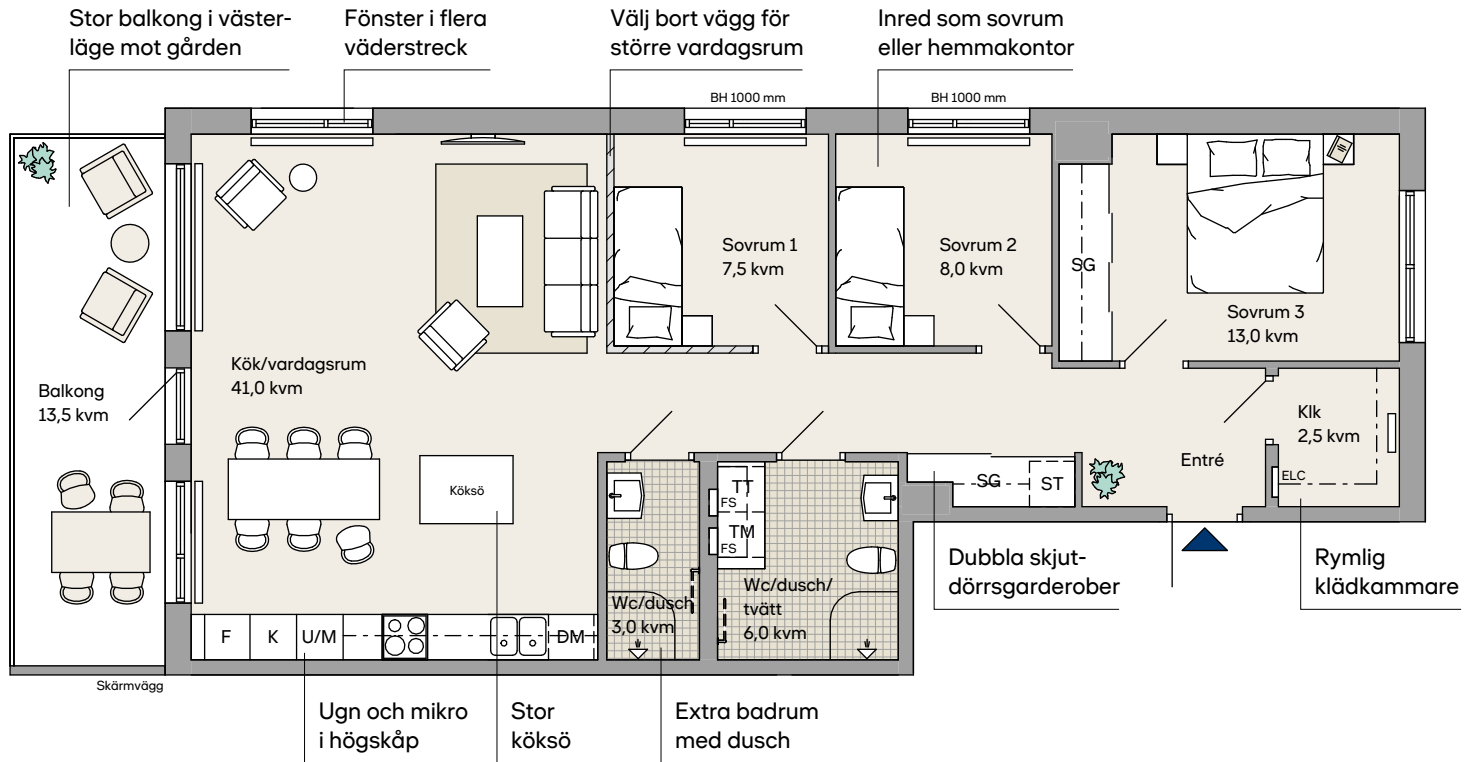 Stor balkong i väster-
läge mot gården
Fönster i flera
väderstreck
Välj bort vägg för
större vardagsrum
Inred som sovrum
eller hemmakontor
BH 1000 mm
BH 1000 mm
Sovrum 1
7,5 kvm
Sovrum 2
8,0 kvm
SG
Sovrum 3
13,0 kvm
Kök/vardagsrum
41,0 kvm
Balkong
13,5 kvm
Klk
2,5 kvm
Entré
ELC
Köksö
TT
FS
TM
FS
SG
ST
Wc/dusch
3,0 kvm
Wc/dusch/
tvätt
6,0 kvm
F
K
U/M
DM
Dubbla skjut-
dörrsgarderober
Rymlig
klädkammare
Skärmvägg
Ugn och mikro
i högskåp
Stor
köksö
Extra badrum
med dusch